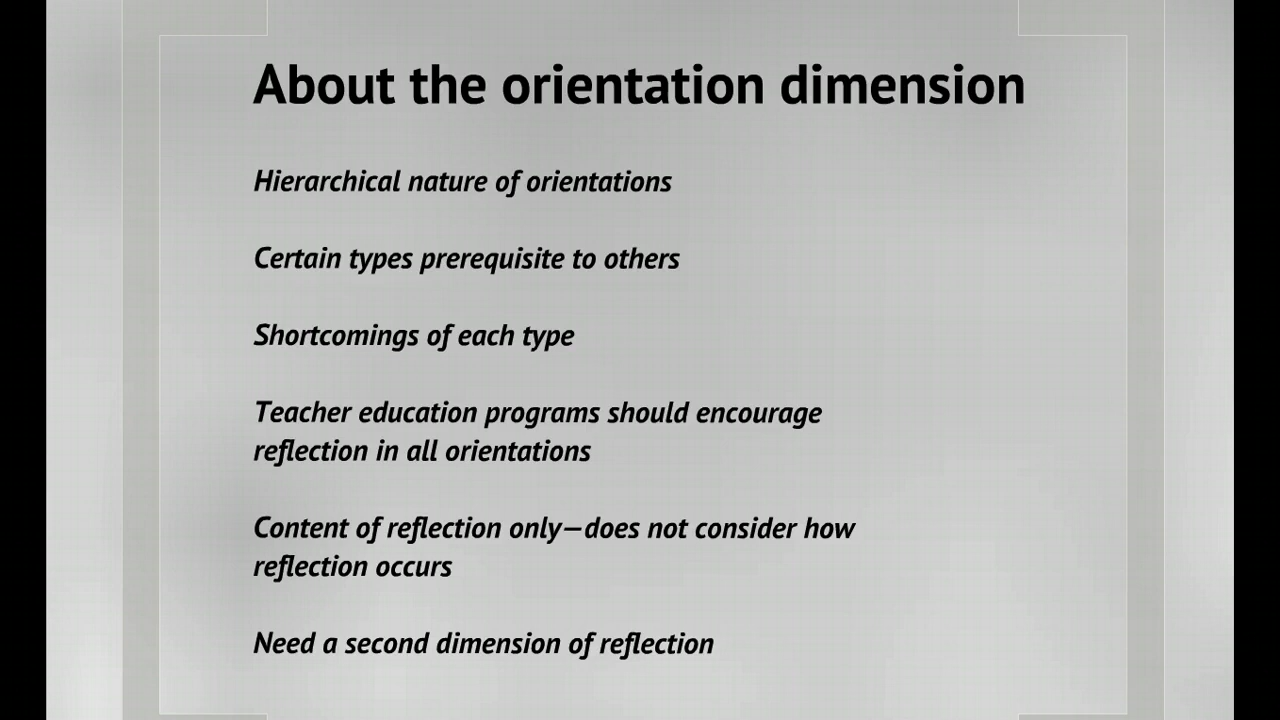 About the orientation dimension
Hierarchical nature of orientations
Certain types prerequisite to others
Shortcomings of each type
Teacher education programs should encourage
reflection in all orientations
Content of reflection only—does not consider how
reflection occurs
Need a second dimension of reflection